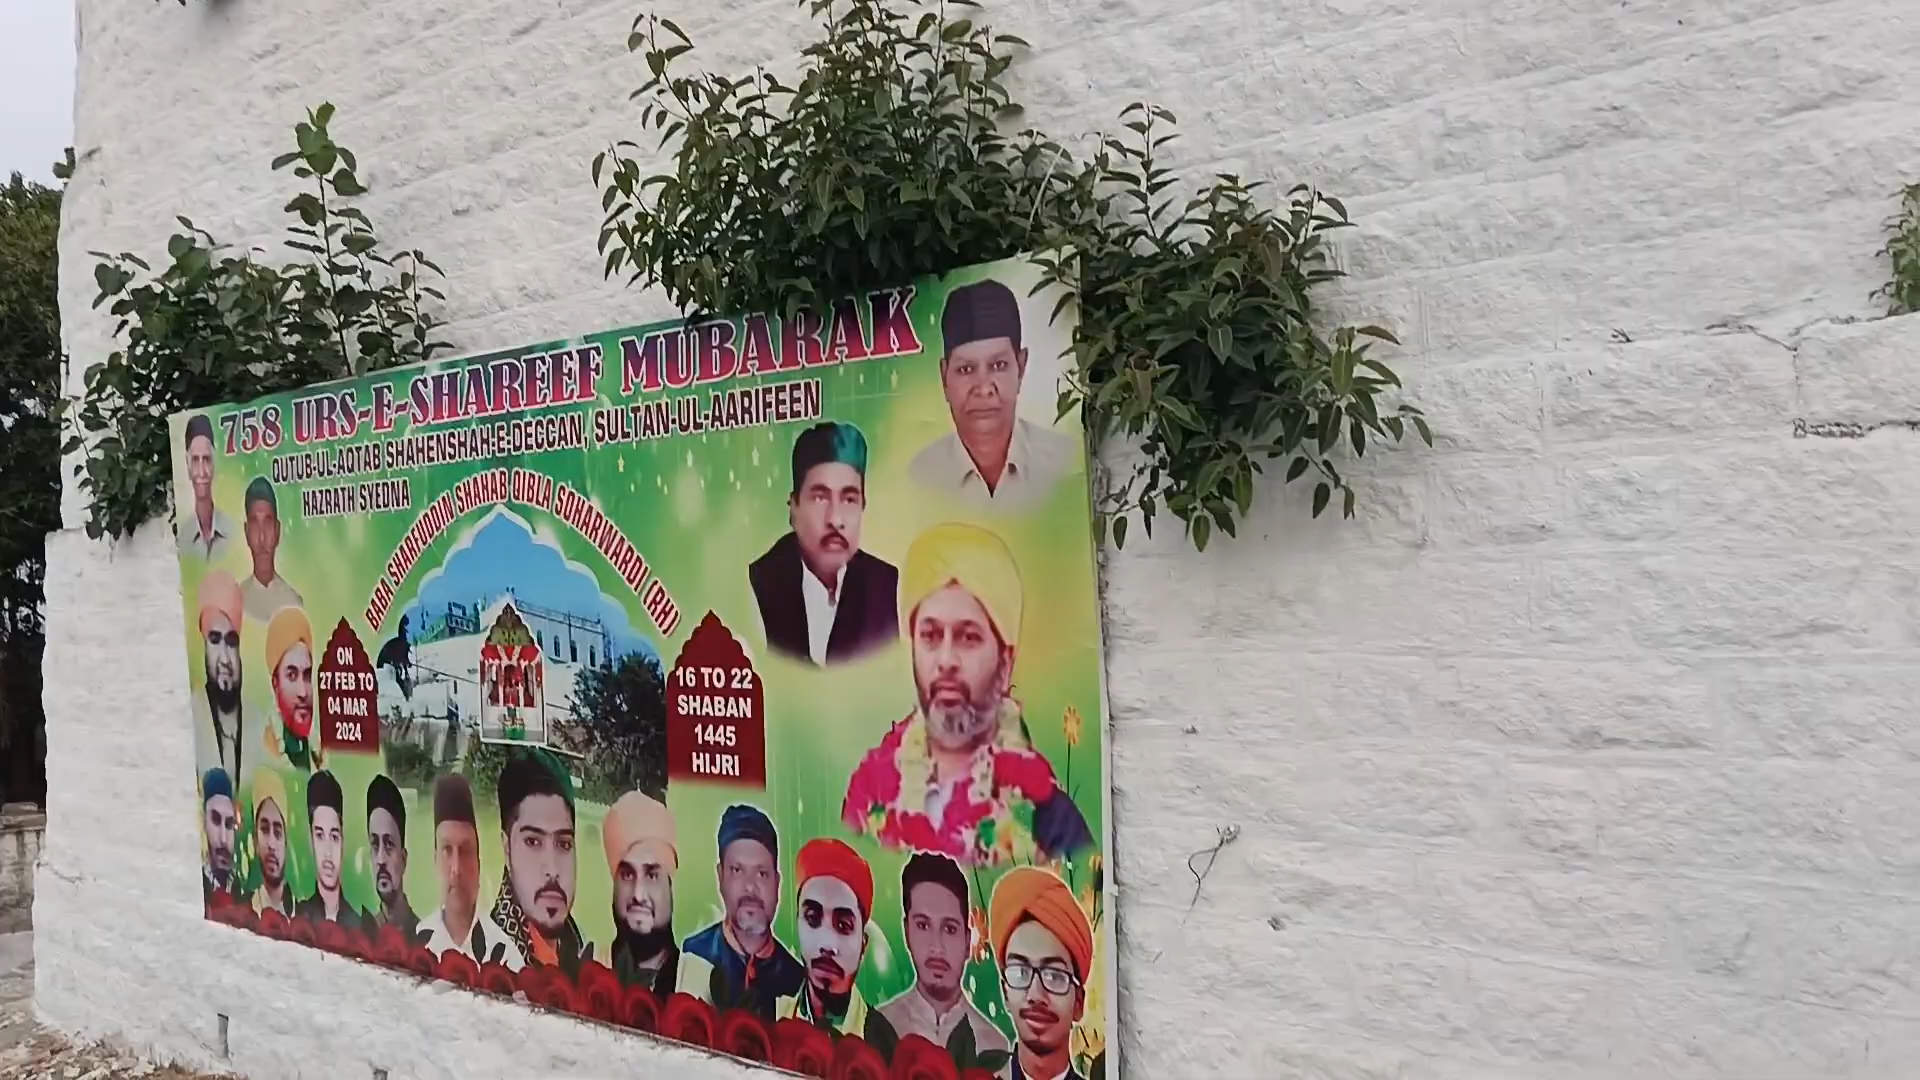 758 URS-E-SHAREEF MUBARAK
QUTUB-UL-AQTAB SHAHENSHAH-E-DECCAN, SULTAN-UL-AARIFEEN
HAZRATH SYEDNA
BABA SHARFUDDIN SHAHAB QIBLA SOHARWARDI (RH)
ON
27 FEB TO
04 MAR
2024
16 TO 22
SHABAN
1445
HIJRI